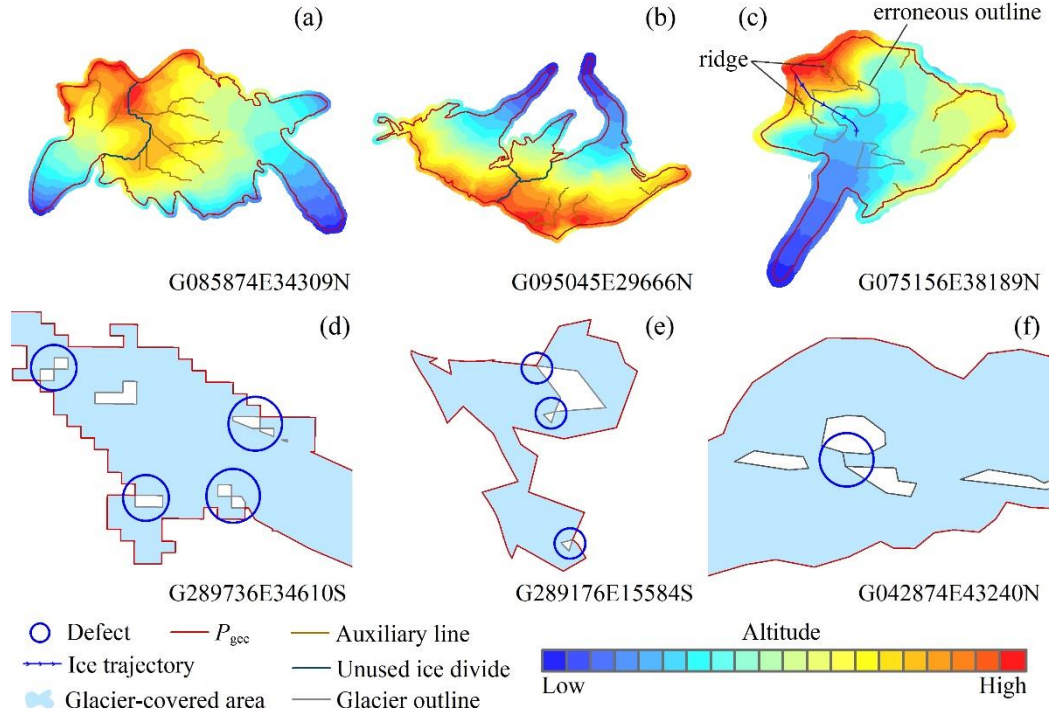 (a)
(b)
(c)
erroneous outline
ridge
G085874E34309N
G095045E29666N
G075156E38189N
(d)
(e)
(f)
G289736E34610S
G289176E15584S
G042874E43240N
Defect
P_gec
Auxiliary line
Altitude
Ice trajectory
Unused ice divide
Glacier-covered area
Glacier outline
Low
High